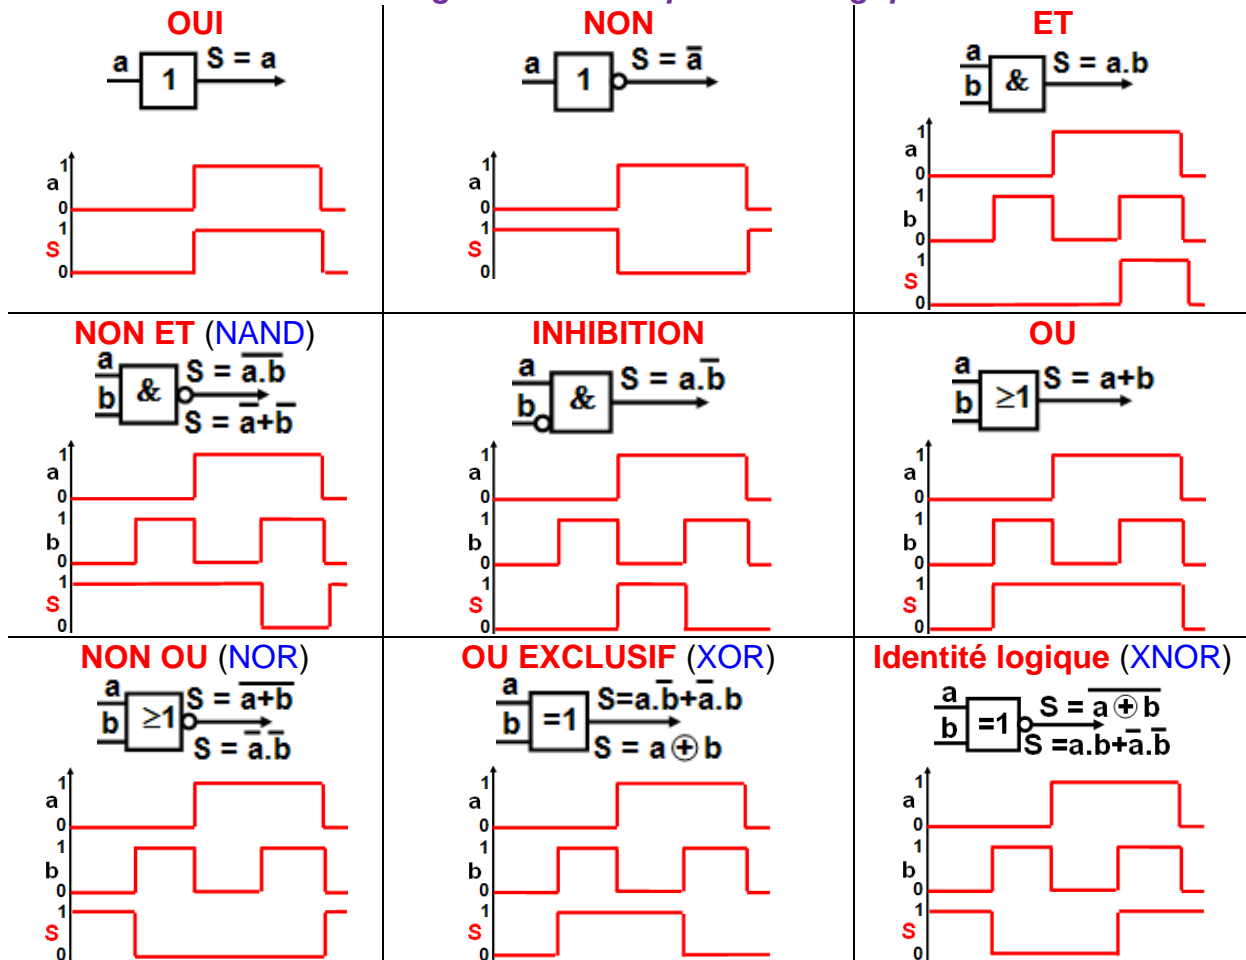 OUI
a
1
S = a
1
a
0
1
S
0
NON
a
1
S = a̅
1
a
0
1
S
0
ET
a
b
&
S = a.b
1
a
0
1
b
0
1
S
0
NON ET (NAND)
a
b
&
S = a̅.̅b̅
S = a̅+b̅
1
a
0
1
b
0
1
S
0
INHIBITION
a
b
&
S = a.b̅
1
a
0
1
b
0
1
S
0
OU
a
b
≥1
S = a+b
1
a
0
1
b
0
1
S
0
NON OU (NOR)
a
b
≥1
S = a̅+̅b̅
S = a̅.b̅
1
a
0
1
b
0
1
S
0
OU EXCLUSIF (XOR)
a
b
=1
S=a.b̅+a̅.b
S = a⊕b
1
a
0
1
b
0
1
S
0
Identité logique (XNOR)
a
b
=1
S = a̅ ⊕̅ b̅
S =a.b+a̅.b̅
1
a
0
1
b
0
1
S
0